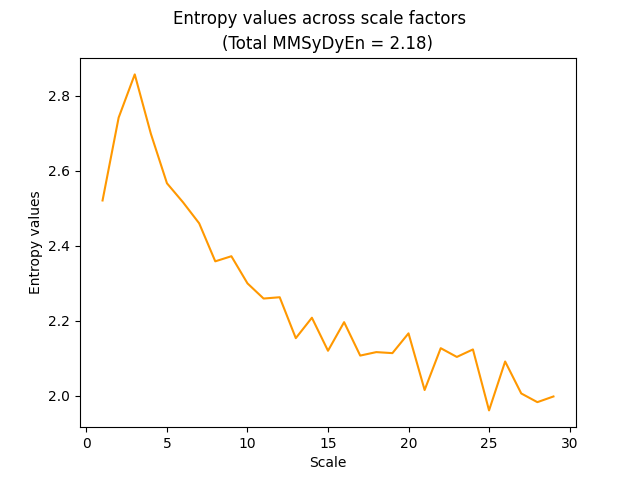 Entropy values across scale factors
(Total MMSyDyEn = 2.18)
2.8
2.6
2.4
2.2
2.0
Entropy values
0 5 10 15 20 25 30
Scale